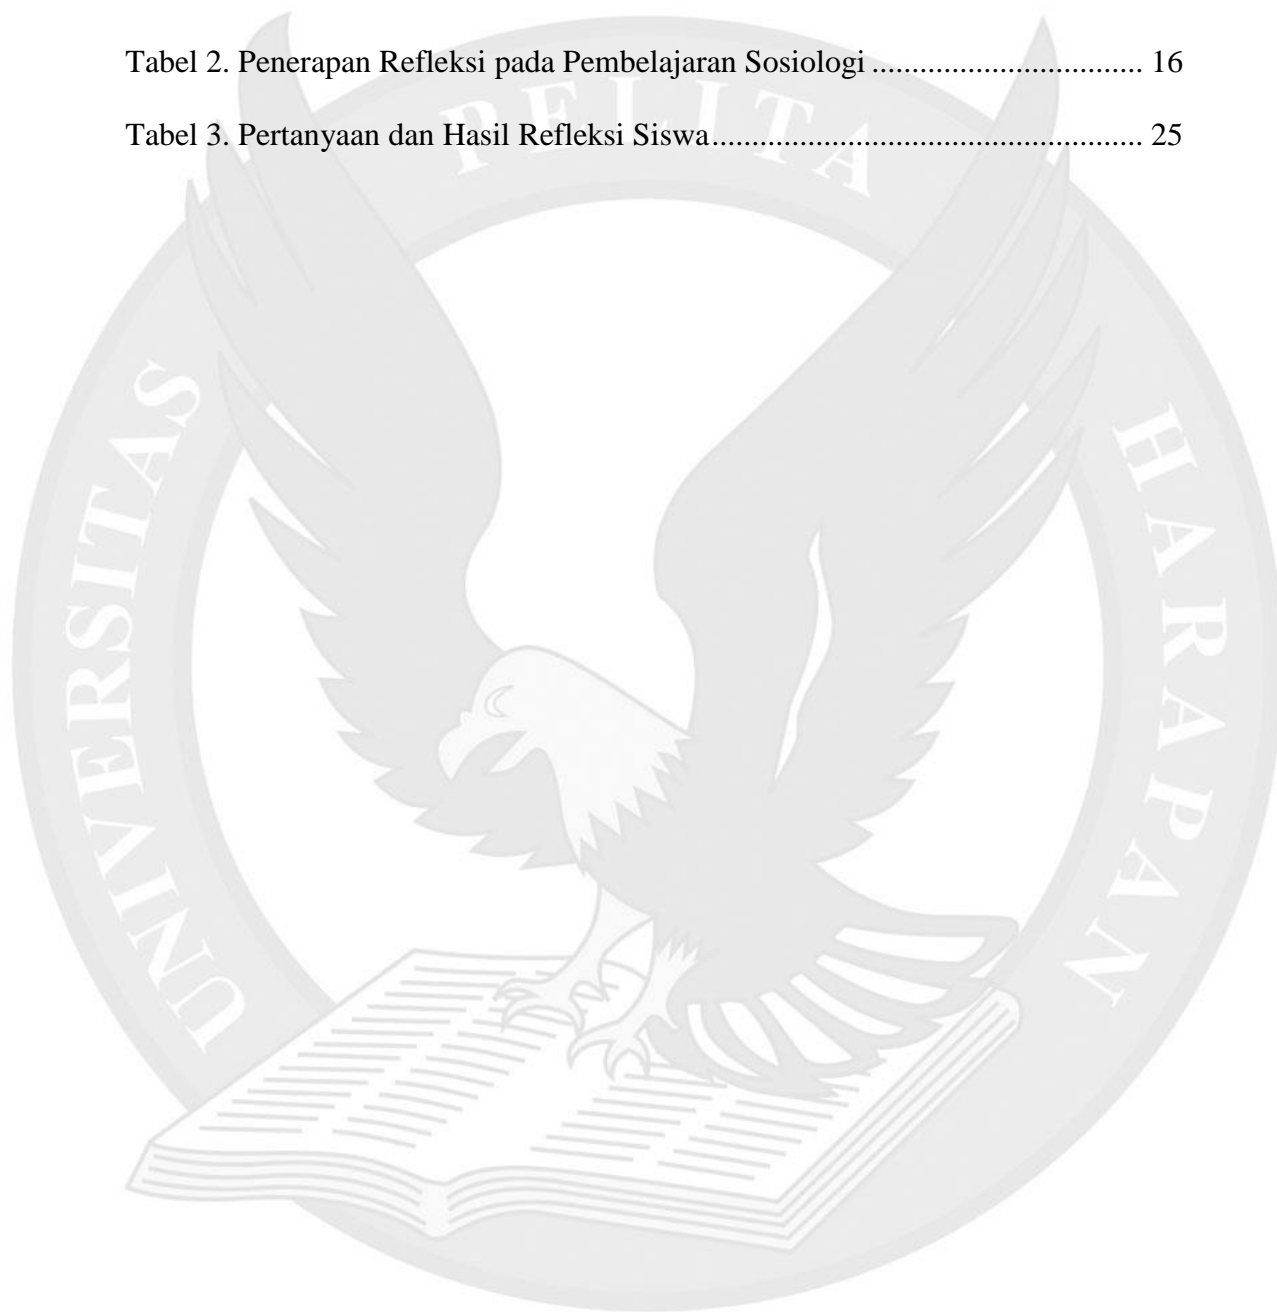 Tabel 2. Penerapan Refleksi pada Pembelajaran Sosiologi .................................. 16
Tabel 3. Pertanyaan dan Hasil Refleksi Siswa...................................................... 25
UNIVERSITAS PELITA HARAPAN